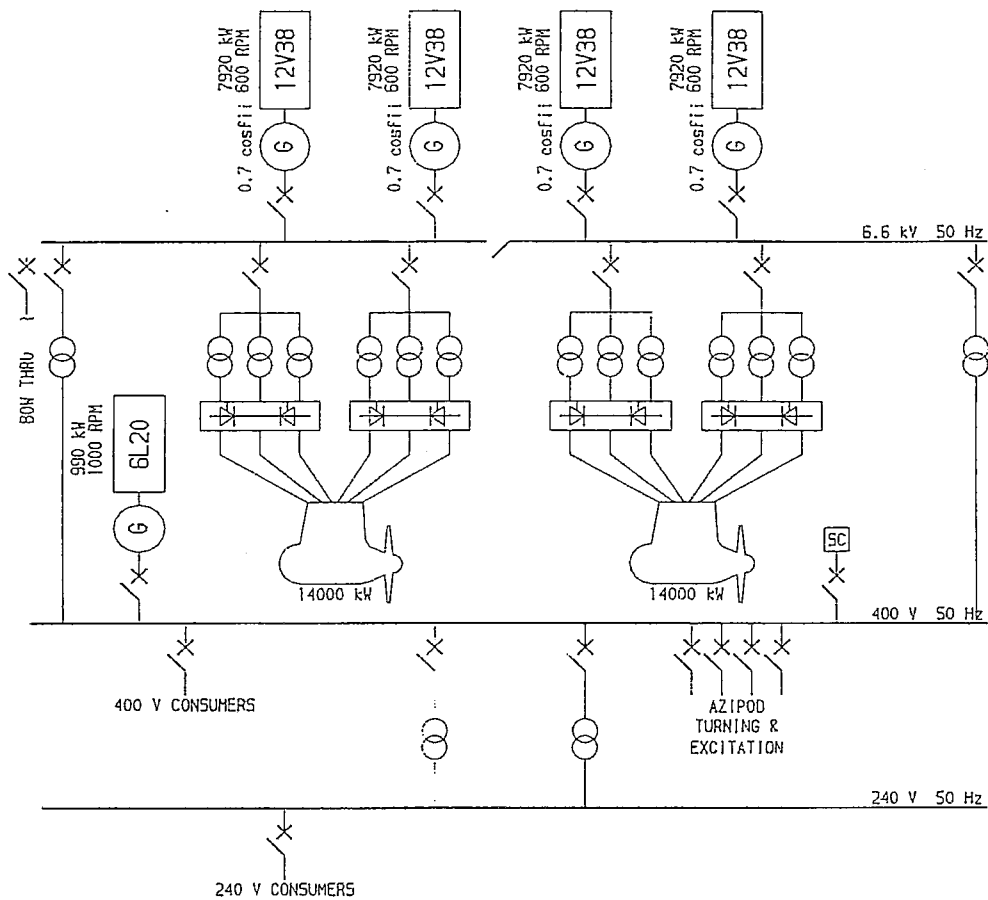 7920 kW
600 RPM
0.7 cosfii
12V38
G
7920 kW
600 RPM
0.7 cosfii
12V38
G
7920 kW
600 RPM
0.7 cosfii
12V38
G
7920 kW
600 RPM
0.7 cosfii
12V38
G
6.6 kV 50 Hz
BOW THRU
990 kW
1000 RPM
6L20
G
SC
14000 kW
14000 kW
400 V 50 Hz
400 V CONSUMERS
AZIPOD
TURNING &
EXCITATION
240 V 50 Hz
240 V CONSUMERS